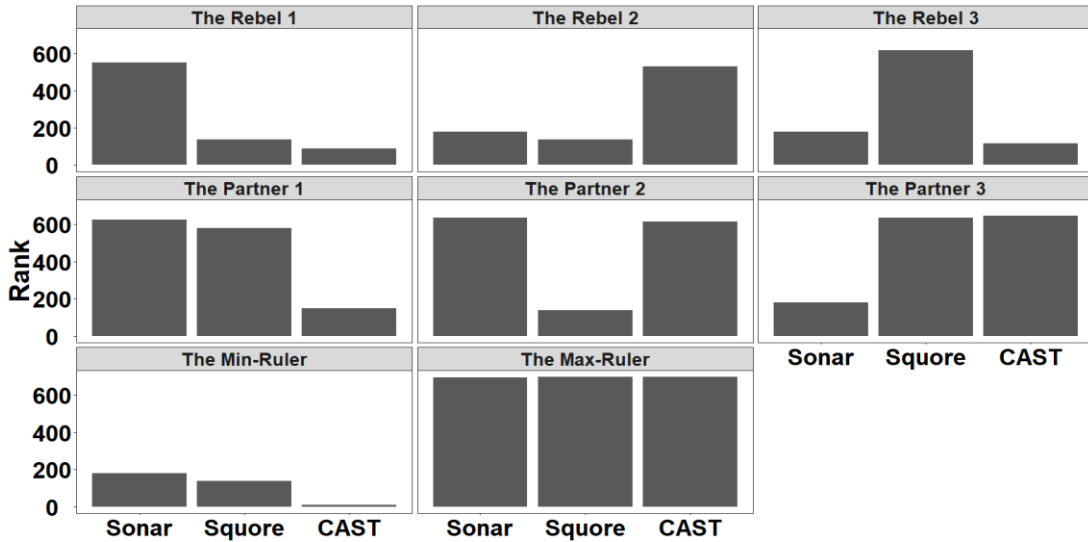 The Rebel 1 The Rebel 2 The Rebel 3
600
400
200
0
The Partner 1 The Partner 2 The Partner 3
Rank
600
400
200
0
Sonar Squore CAST
The Min-Ruler The Max-Ruler
600
400
200
0
Sonar Squore CAST Sonar Squore CAST